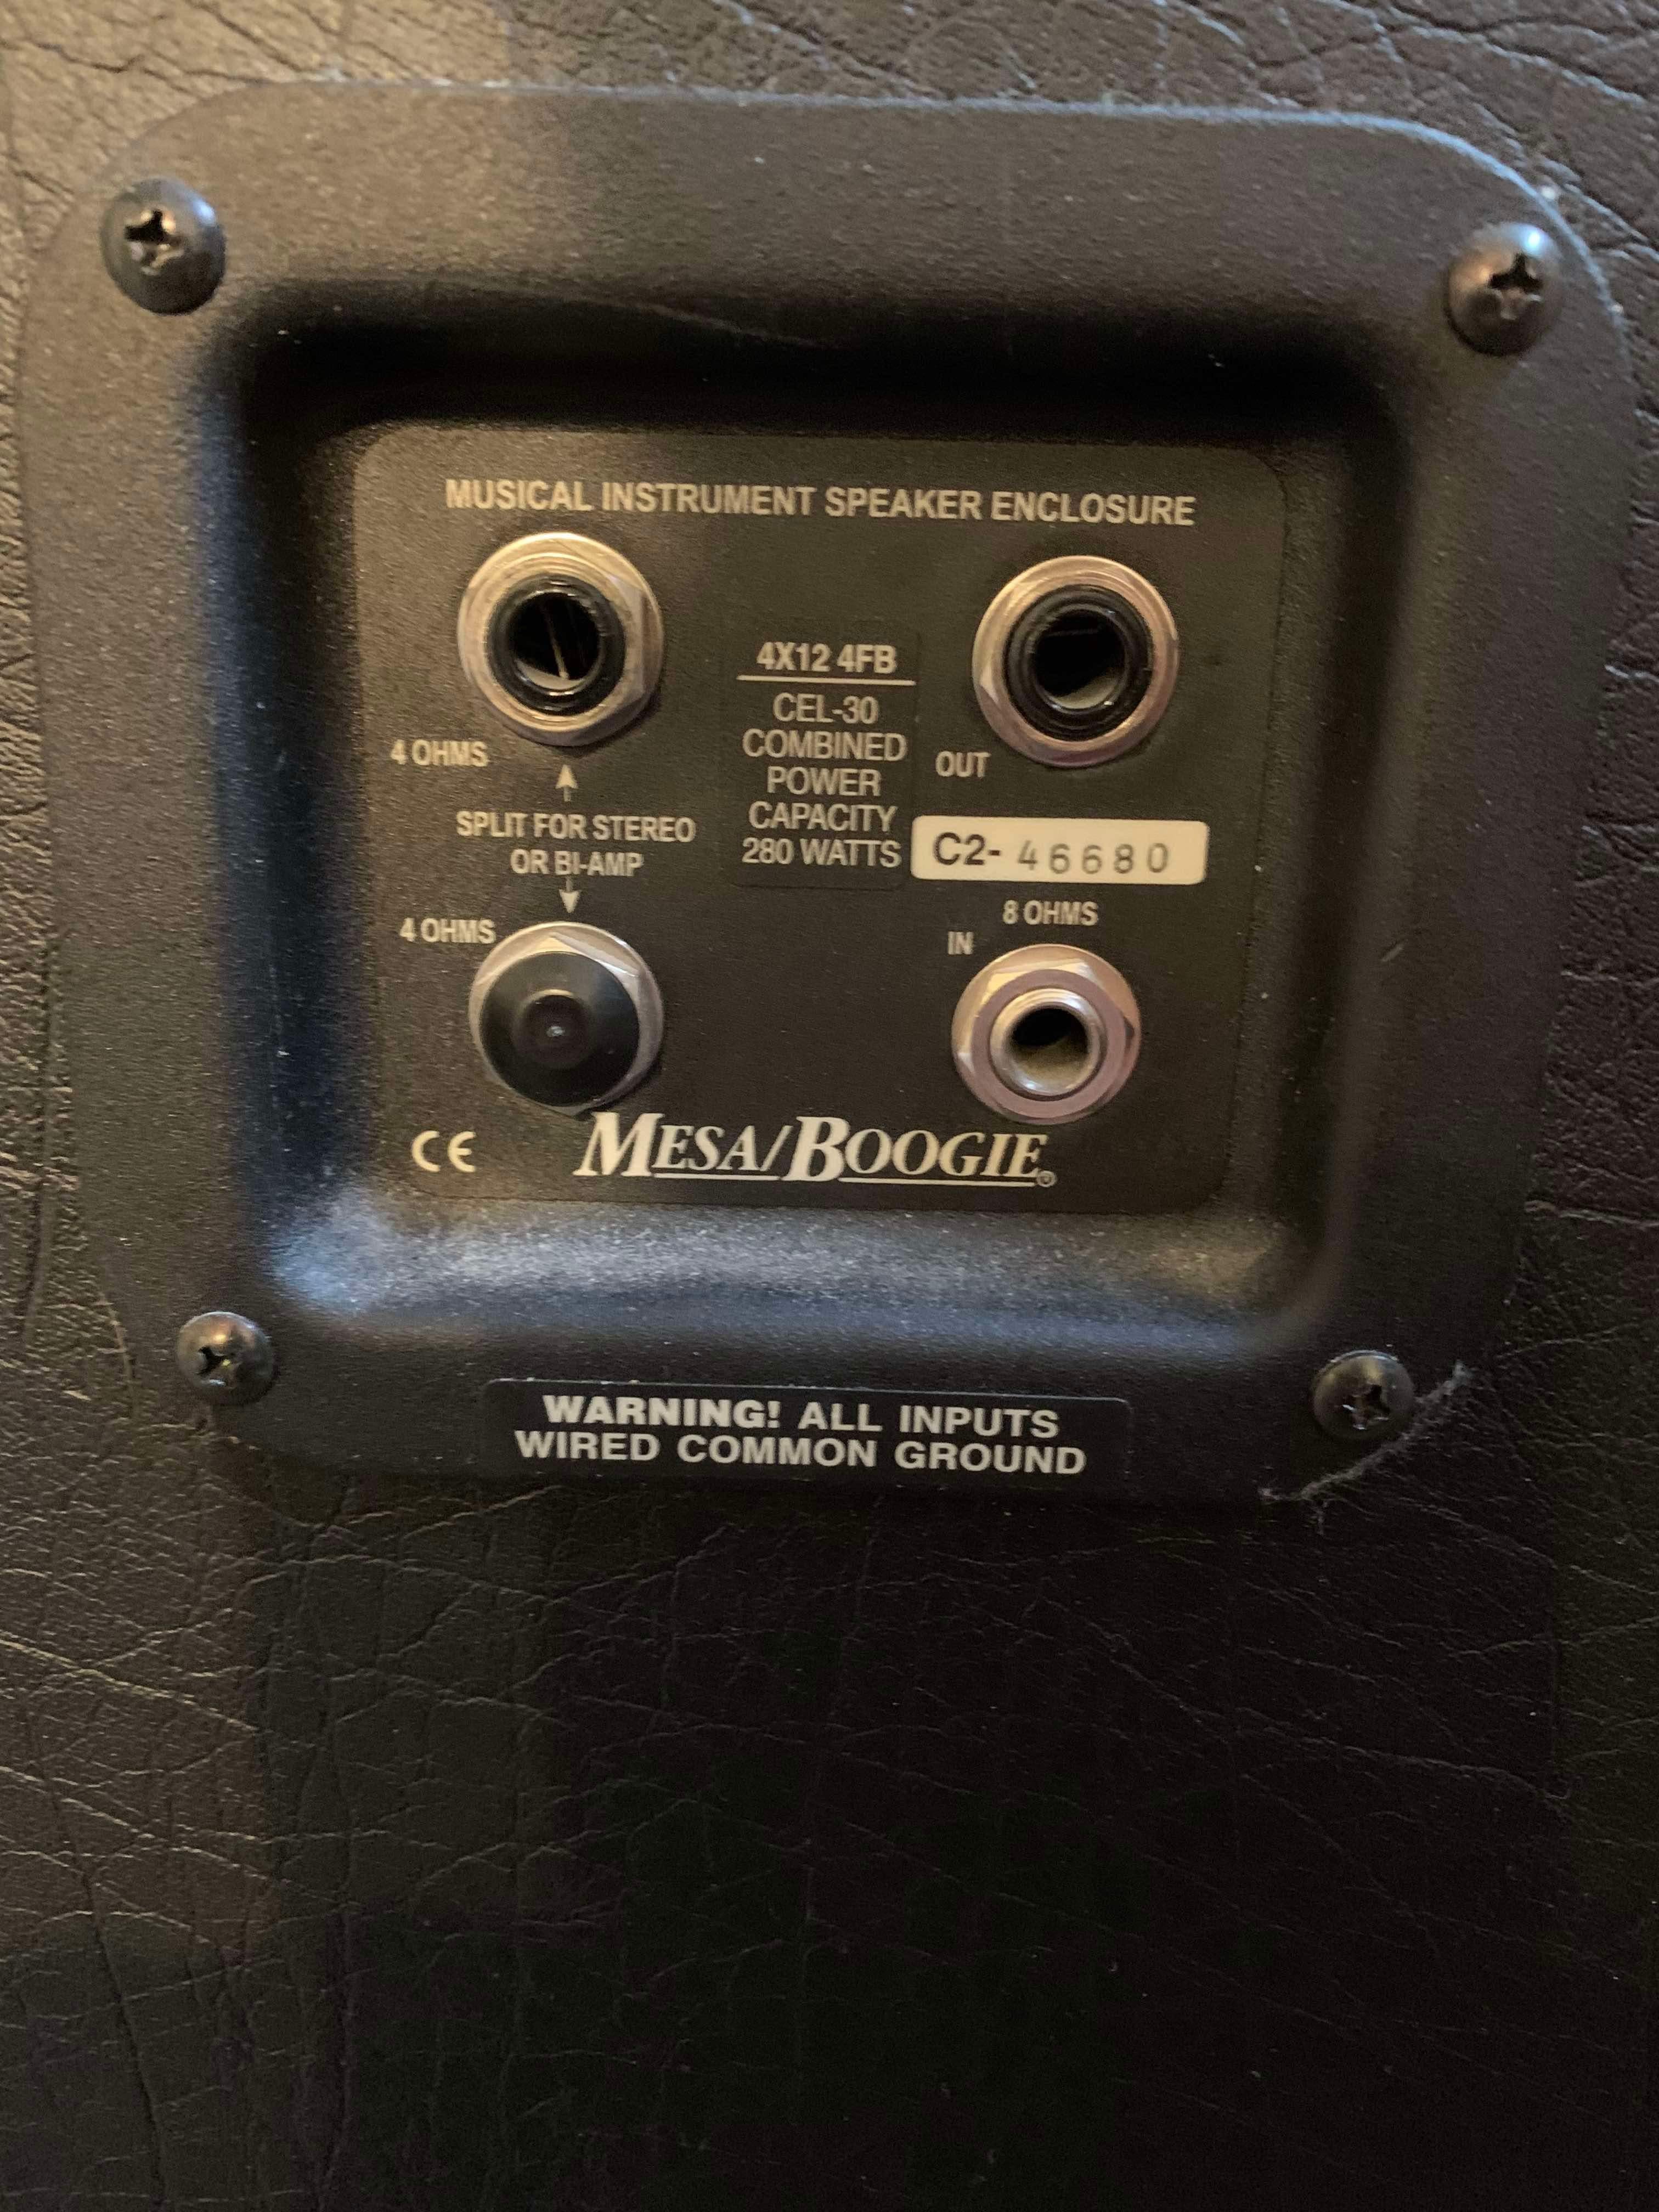 MUSICAL INSTRUMENT SPEAKER ENCLOSURE
4 OHMS
SPLIT FOR STEREO
OR BI-AMP
4 OHMS
4X12 4FB
CEL-30
COMBINED
POWER
CAPACITY
280 WATTS
OUT
C2- 46680
8 OHMS
IN
CE
MESA/BOOGIE®
WARNING! ALL INPUTS
WIRED COMMON GROUND